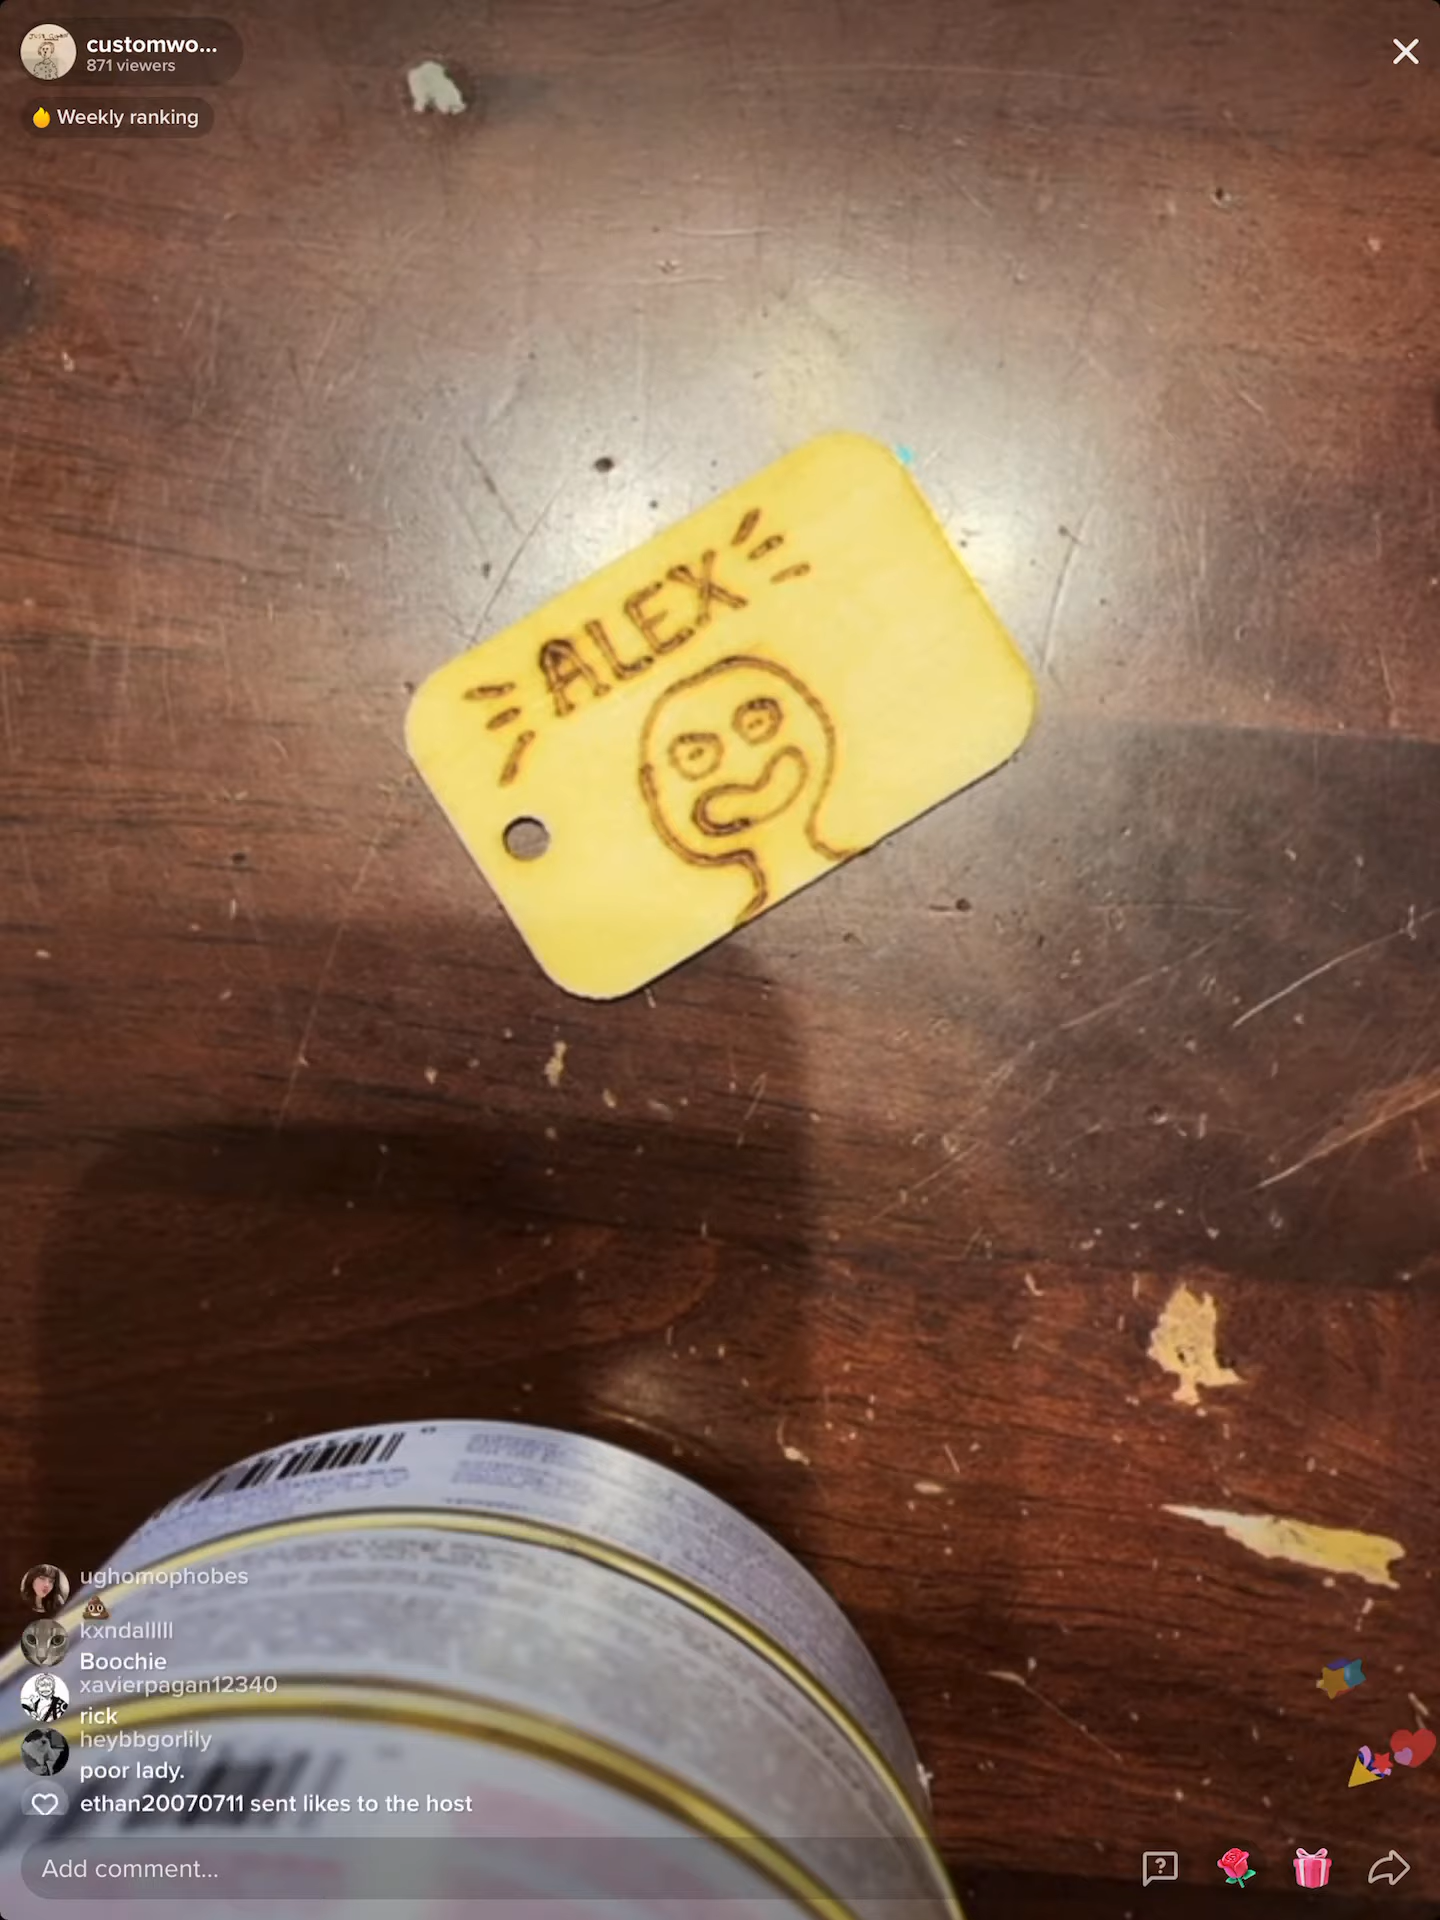 customwo...
871 viewers
Weekly ranking
ALEX
ughomophobes
💩
kxndalllll
Boochie
xavierpagan12340
rick
heybbgorlily
poor lady.
ethan20070711 sent likes to the host
Add comment...